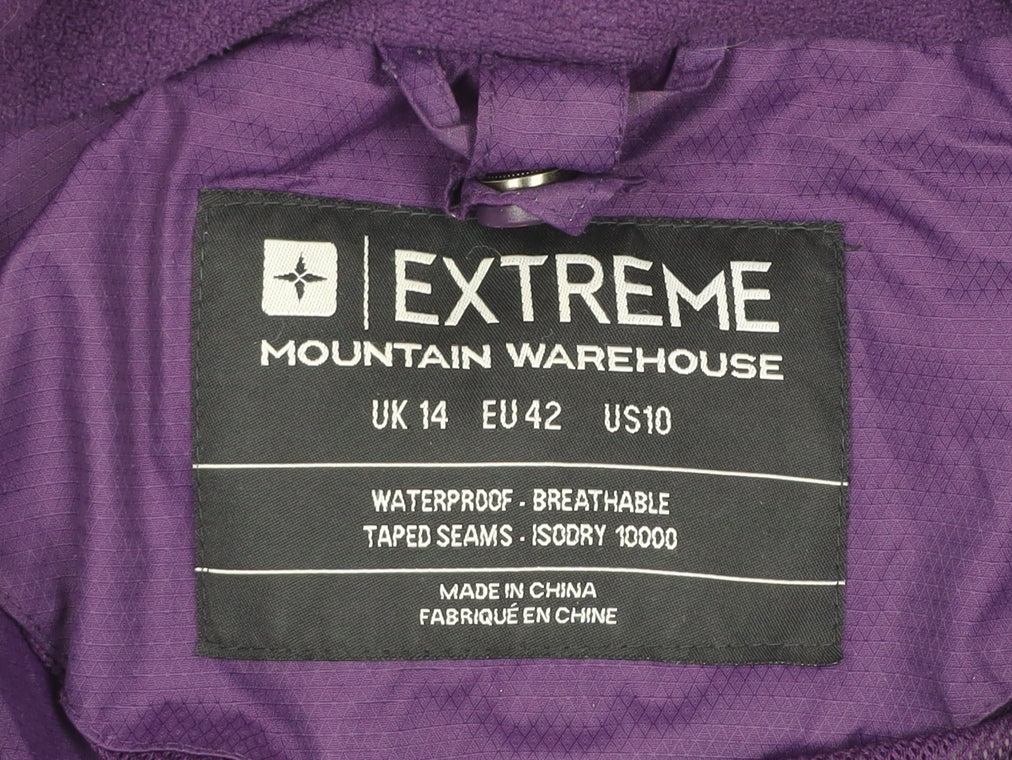 EXTREME
MOUNTAIN WAREHOUSE
UK 14 EU 42 US10
WATERPROOF - BREATHABLE
TAPED SEAMS - ISODRY 10000
MADE IN CHINA
FABRIQUÉ EN CHINE